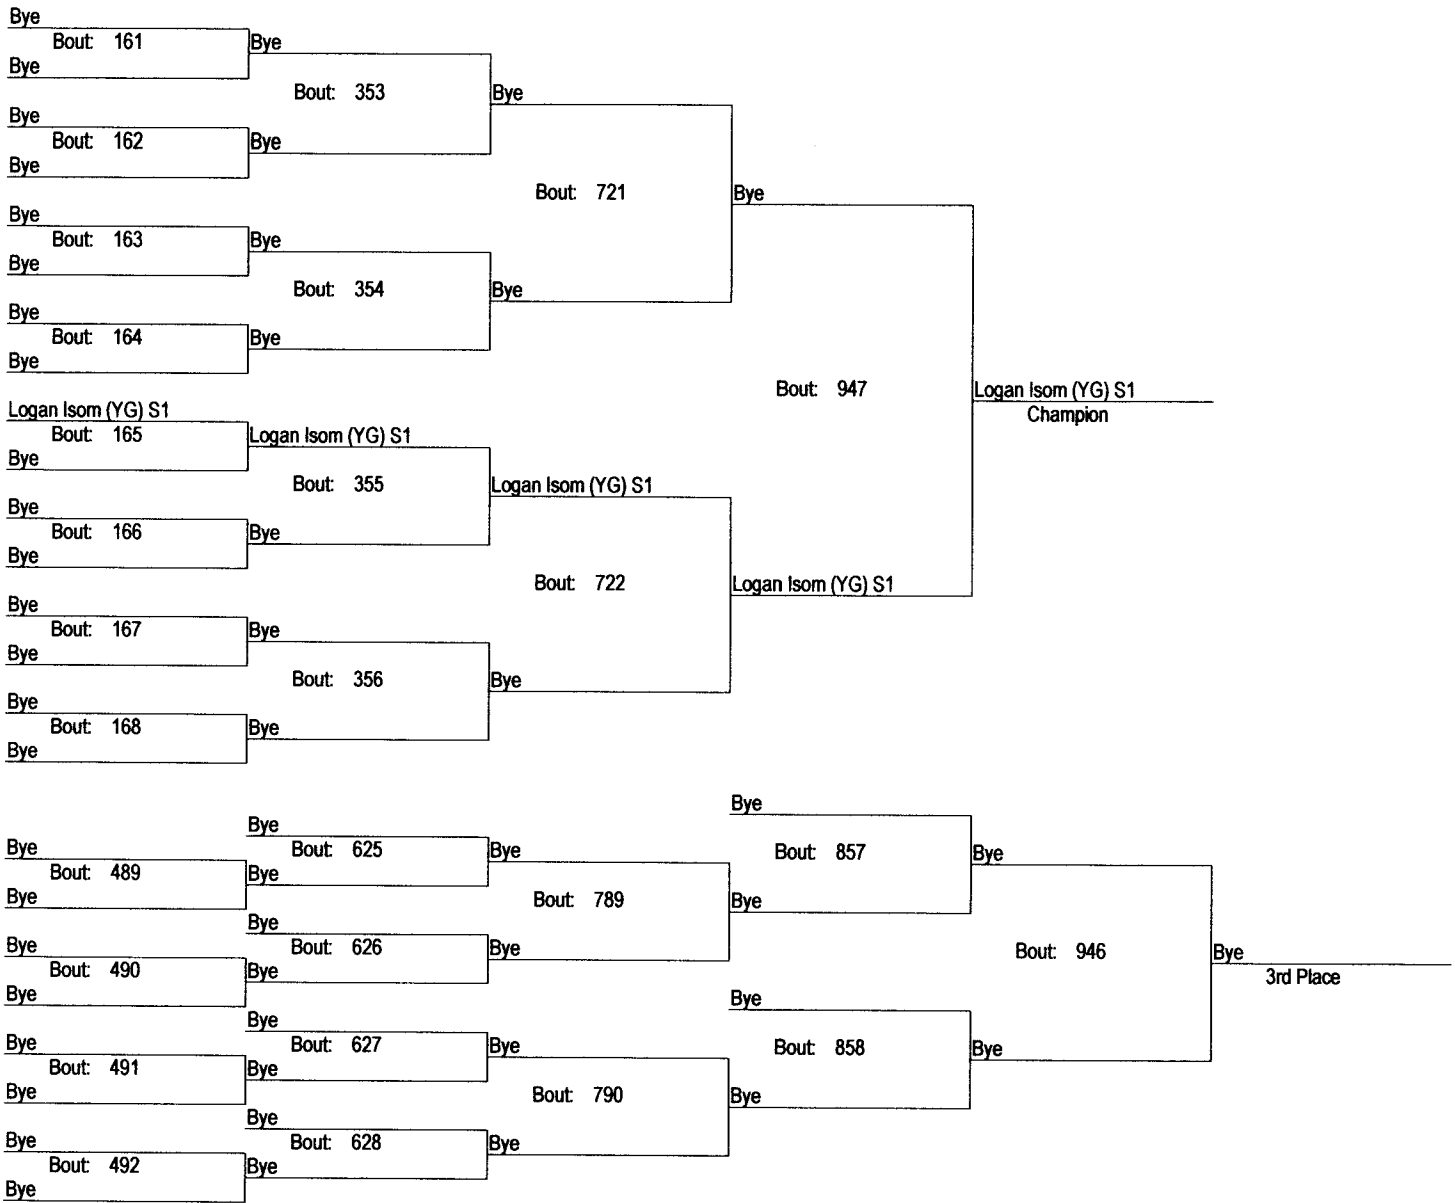 Bye
Bout: 161 Bye
Bye
Bout: 353 Bye
Bye
Bout: 162 Bye
Bye
Bout: 721 Bye
Bye
Bout: 163 Bye
Bye
Bout: 354 Bye
Bye
Bout: 164 Bye
Bye
Bout: 947 Logan Isom (YG) S1
Champion
Logan Isom (YG) S1
Bout: 165 Logan Isom (YG) S1
Bye
Bout: 355 Logan Isom (YG) S1
Bye
Bout: 166 Bye
Bye
Bout: 722 Logan Isom (YG) S1
Bye
Bout: 167 Bye
Bye
Bout: 356 Bye
Bye
Bout: 168 Bye
Bye
Bye
Bye
Bout: 625 Bye
Bout: 857 Bye
Bye
Bout: 489 Bye
Bye
Bout: 789 Bye
Bye
Bout: 626 Bye
Bye
Bout: 490 Bye
Bye
Bout: 946 Bye
3rd Place
Bye
Bye
Bout: 627 Bye
Bout: 858 Bye
Bye
Bout: 491 Bye
Bye
Bout: 790 Bye
Bye
Bout: 628 Bye
Bye
Bout: 492 Bye
Bye